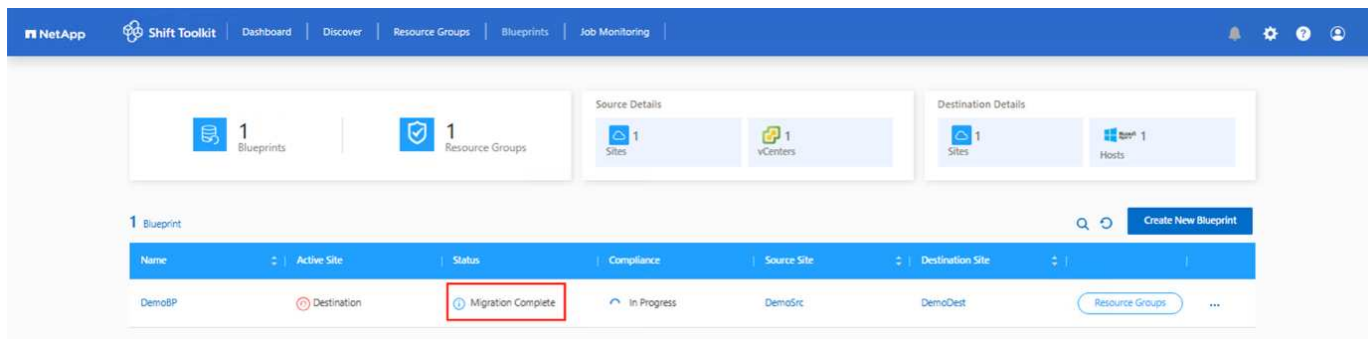 NetApp
Shift Toolkit Dashboard Discover Resource Groups Blueprints Job Monitoring
Source Details
Destination Details
1
Blueprints
1
Resource Groups
1
Sites
1
vCenters
1
Sites
1
Hosts
1 Blueprint
Create New Blueprint
Name Active Site Status Compliance Source Site Destination Site
DemoBP Destination Migration Complete In Progress DemoSrc DemoDest Resource Groups ...